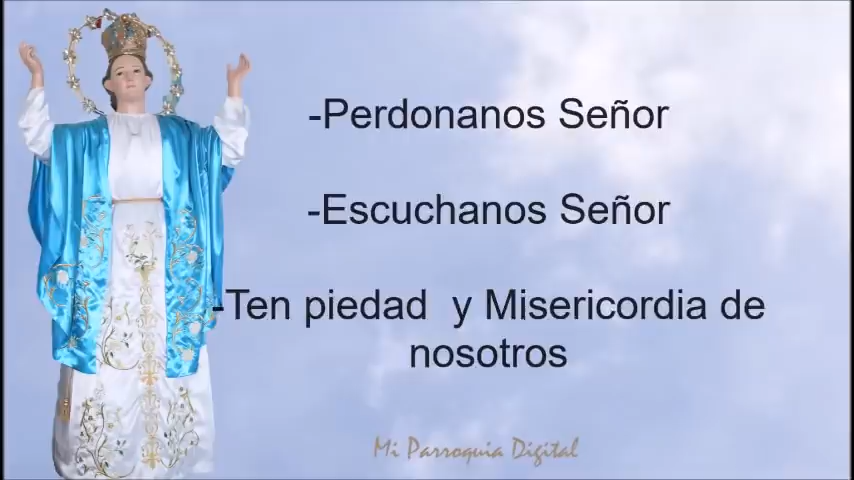 -Perdonanos Señor
-Escuchanos Señor
-Ten piedad  y Misericordia de
nosotros
Mi Parroquia Digital